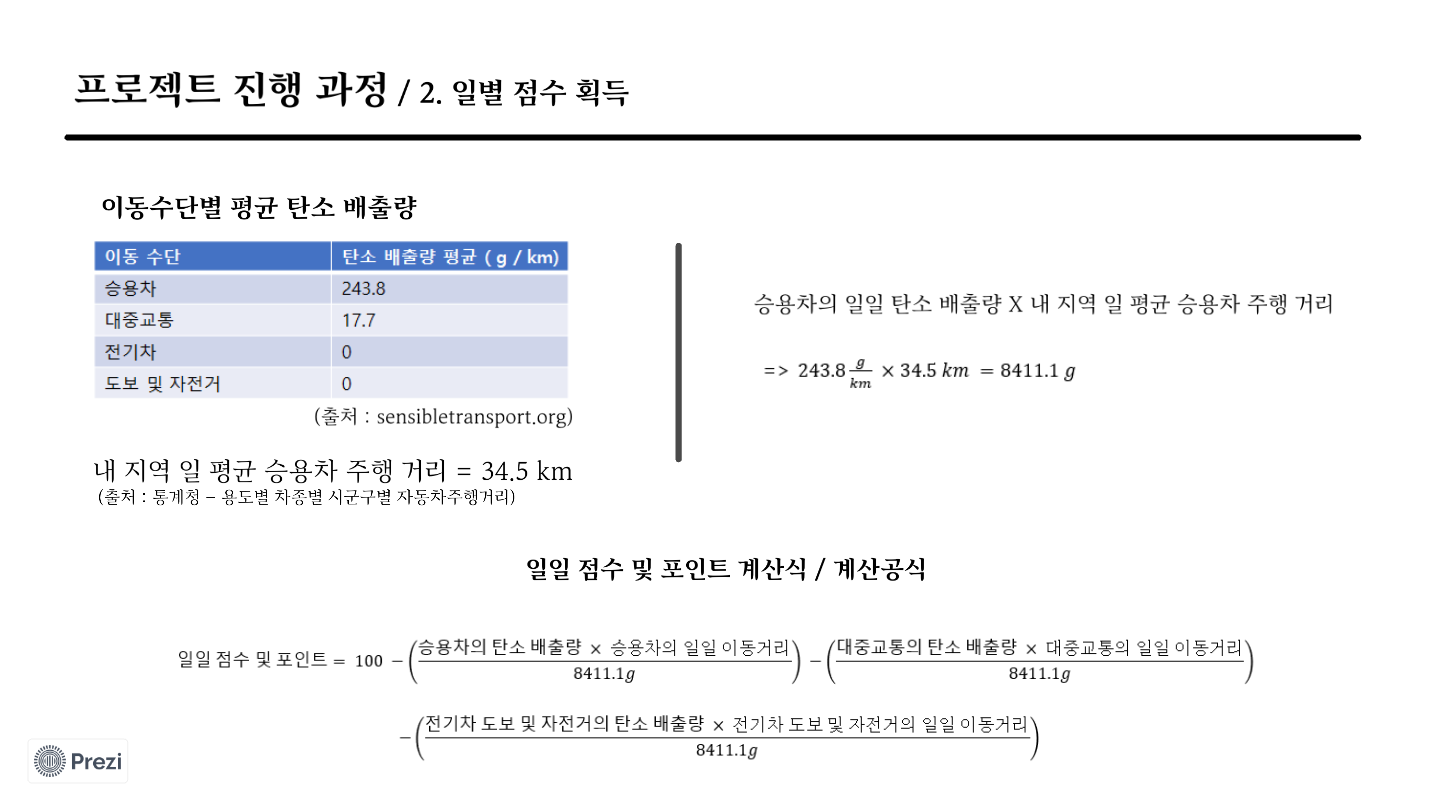 프로젝트 진행 과정 / 2. 일별 점수 획득
이동수단별 평균 탄소 배출량
이동 수단 탄소 배출량 평균 ( g / km)
승용차 243.8
대중교통 17.7
전기차 0
도보 및 자전거 0
(출처 : sensibletransport.org)
내 지역 일 평균 승용차 주행 거리 = 34.5 km
(출처 : 통계청 – 용도별 차종별 시군구별 자동차주행거리)
승용차의 일일 탄소 배출량 X 내 지역 일 평균 승용차 주행 거리
=> 243.8 g/km × 34.5 km = 8411.1 g
일일 점수 및 포인트 계산식 / 계산공식
일일 점수 및 포인트 = 100 − (승용차의 탄소 배출량 × 승용차의 일일 이동거리 / 8411.1g) − (대중교통의 탄소 배출량 × 대중교통의 일일 이동거리 / 8411.1g)
− (전기차 도보 및 자전거의 탄소 배출량 × 전기차 도보 및 자전거의 일일 이동거리 / 8411.1g)
Prezi